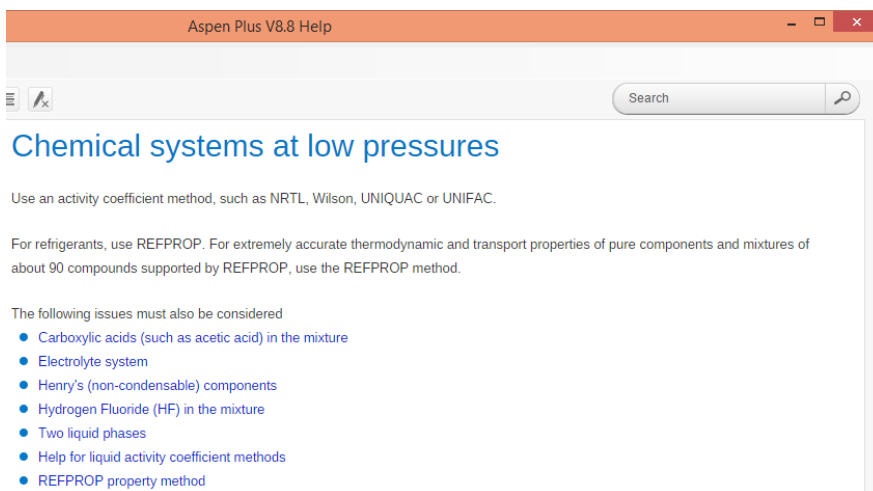 Aspen Plus V8.8 Help
Search
Chemical systems at low pressures
Use an activity coefficient method, such as NRTL, Wilson, UNIQUAC or UNIFAC.
For refrigerants, use REFPROP. For extremely accurate thermodynamic and transport properties of pure components and mixtures of
about 90 compounds supported by REFPROP, use the REFPROP method.
The following issues must also be considered
Carboxylic acids (such as acetic acid) in the mixture
Electrolyte system
Henry's (non-condensable) components
Hydrogen Fluoride (HF) in the mixture
Two liquid phases
Help for liquid activity coefficient methods
REFPROP property method